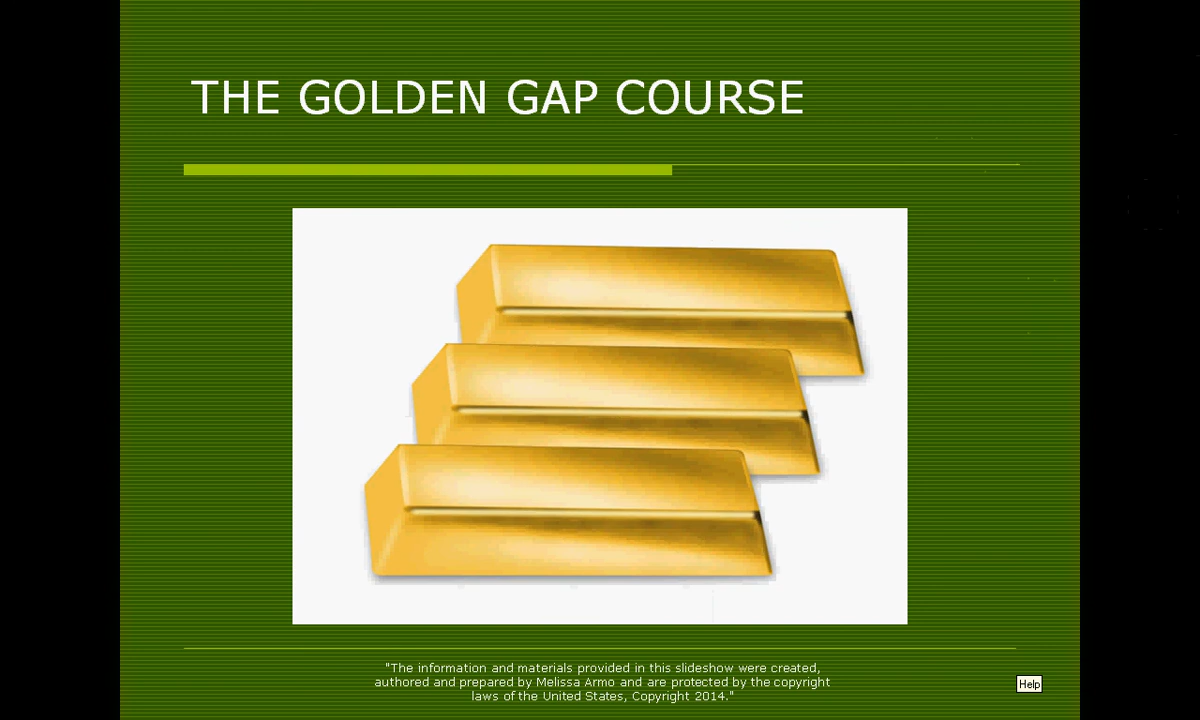 THE GOLDEN GAP COURSE
"The information and materials provided in this slideshow were created,
authored and prepared by Melissa Armo and are protected by the copyright
laws of the United States, Copyright 2014."
Help